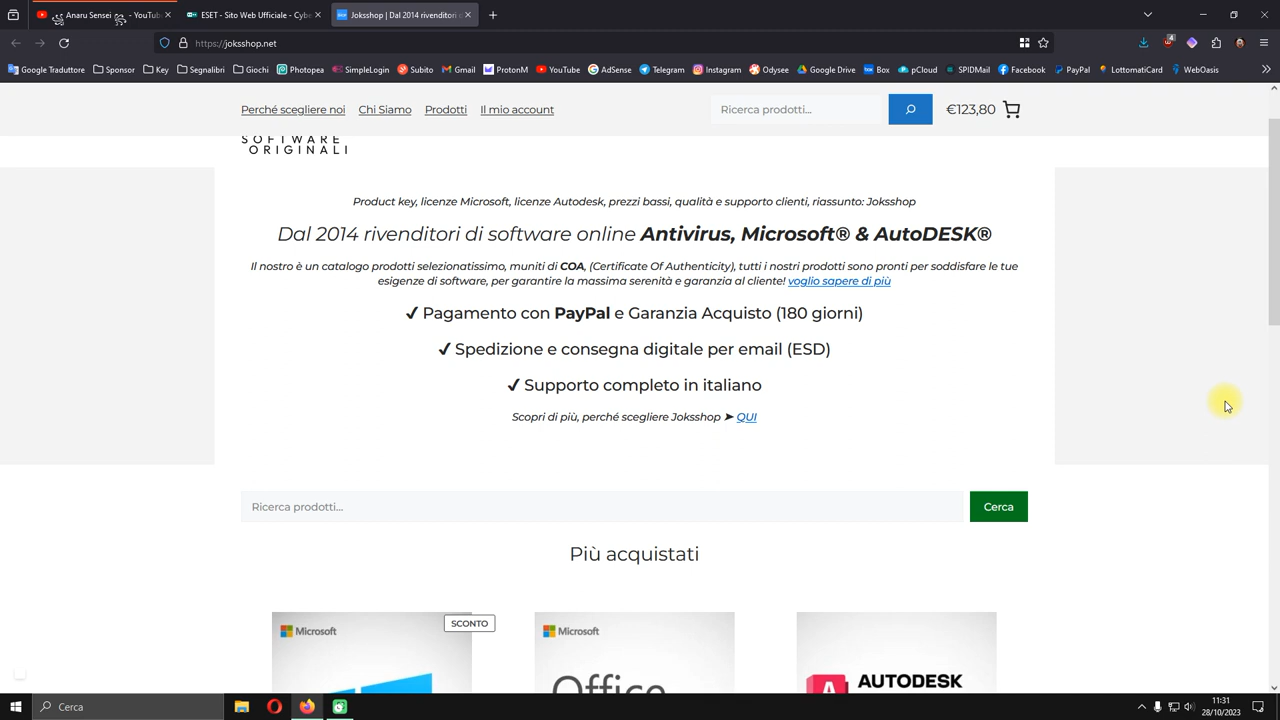 ꧁ Anaru Sensei ꧂ - YouTub
ESET - Sito Web Ufficiale - Cybe
Joksshop | Dal 2014 rivenditori d
https://joksshop.net
4
Google Traduttore Sponsor Key Segnalibri Giochi Photopea SimpleLogin Subito Gmail ProtonM YouTube AdSense Telegram Instagram Odysee Google Drive Box pCloud SPIDMail Facebook PayPal LottomatiCard WebOasis
Perché scegliere noi Chi Siamo Prodotti Il mio account Ricerca prodotti... €123,80
SOFTWARE
ORIGINALI
Product key, licenze Microsoft, licenze Autodesk, prezzi bassi, qualità e supporto clienti, riassunto: Joksshop
Dal 2014 rivenditori di software online Antivirus, Microsoft® & AutoDESK®
Il nostro è un catalogo prodotti selezionatissimo, muniti di COA, (Certificate Of Authenticity), tutti i nostri prodotti sono pronti per soddisfare le tue
esigenze di software, per garantire la massima serenità e garanzia al cliente! voglio sapere di più
✔ Pagamento con PayPal e Garanzia Acquisto (180 giorni)
✔ Spedizione e consegna digitale per email (ESD)
✔ Supporto completo in italiano
Scopri di più, perché scegliere Joksshop ➤ QUI
Ricerca prodotti... Cerca
Più acquistati
Microsoft SCONTO
Microsoft
Office
AUTODESK
Cerca
11:31
28/10/2023